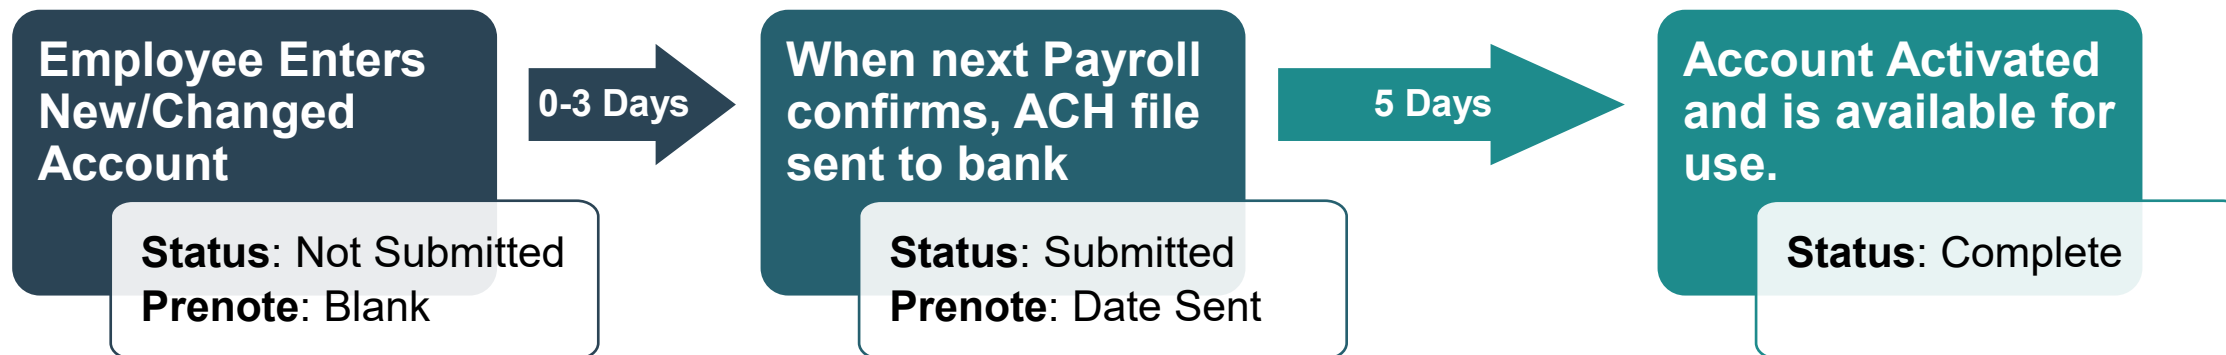 Employee Enters
New/Changed
Account
Status: Not Submitted
Prenote: Blank
0-3 Days
When next Payroll
confirms, ACH file
sent to bank
Status: Submitted
Prenote: Date Sent
5 Days
Account Activated
and is available for
use.
Status: Complete